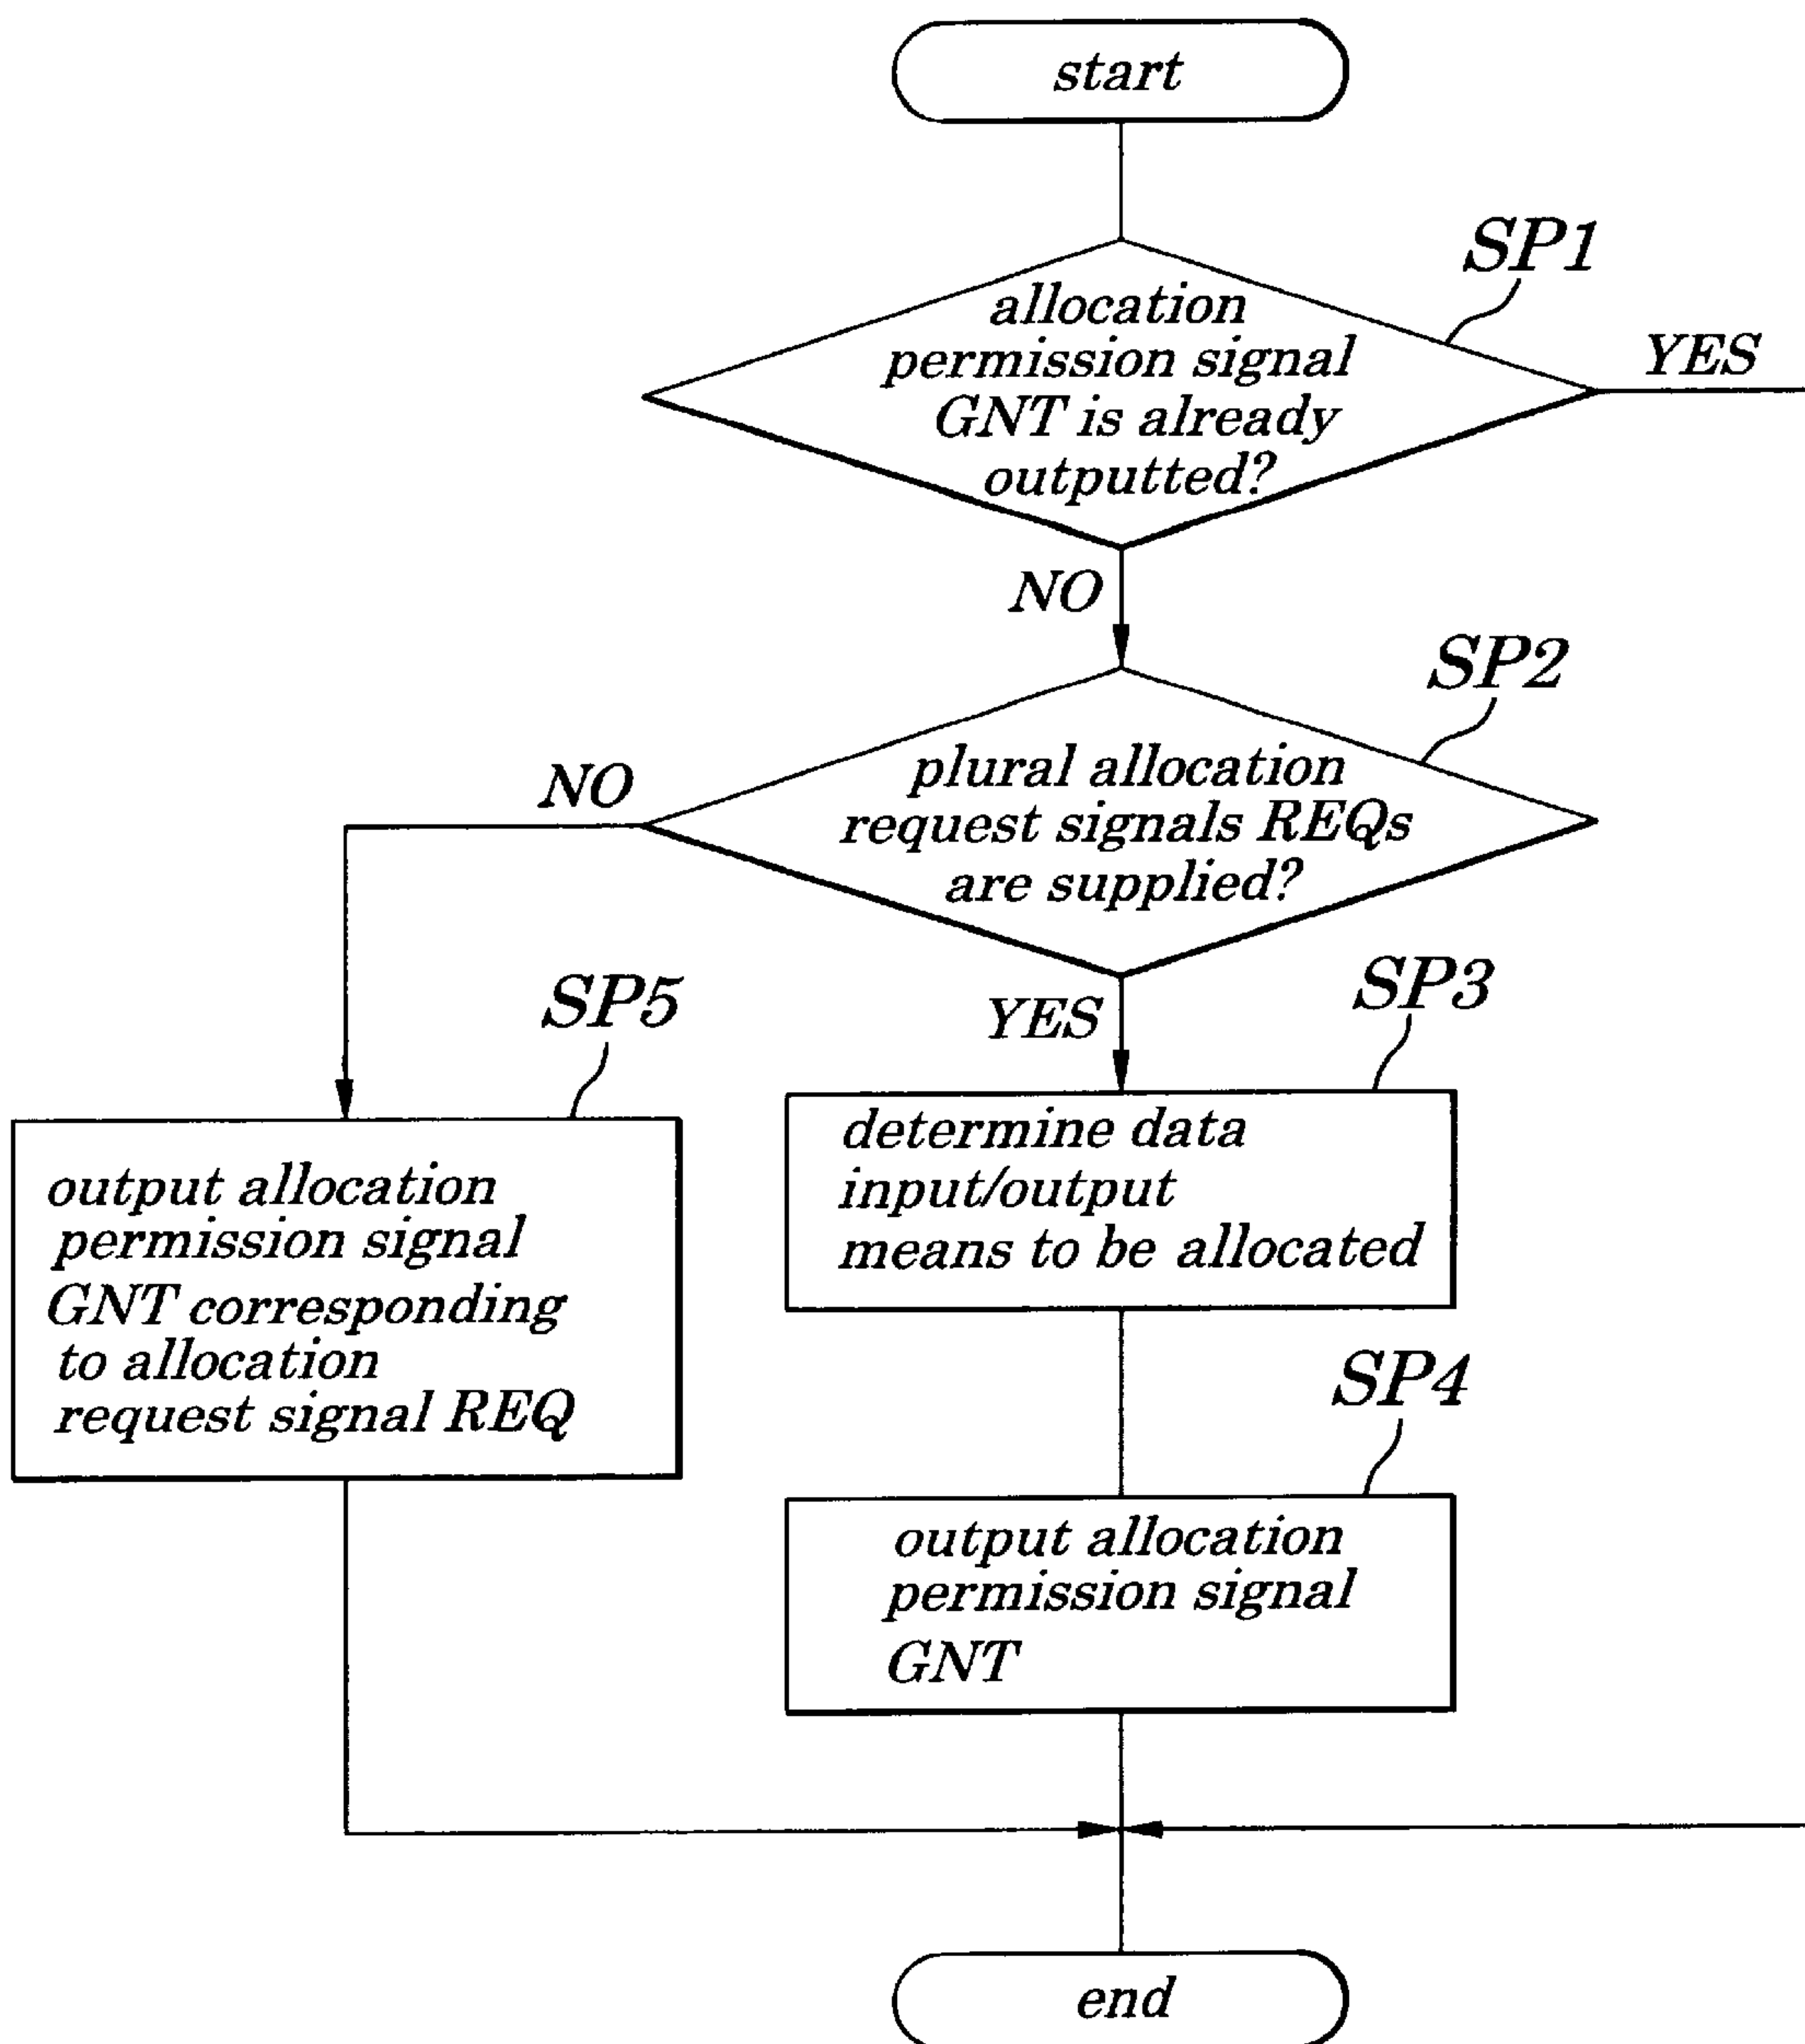 start
SP1
allocation
permission signal
GNT is already
outputted?
YES
NO
SP2
plural allocation
request signals REQs
are supplied?
NO
YES
SP3
determine data
input/output
means to be allocated
SP5
output allocation
permission signal
GNT corresponding
to allocation
request signal REQ
SP4
output allocation
permission signal
GNT
end